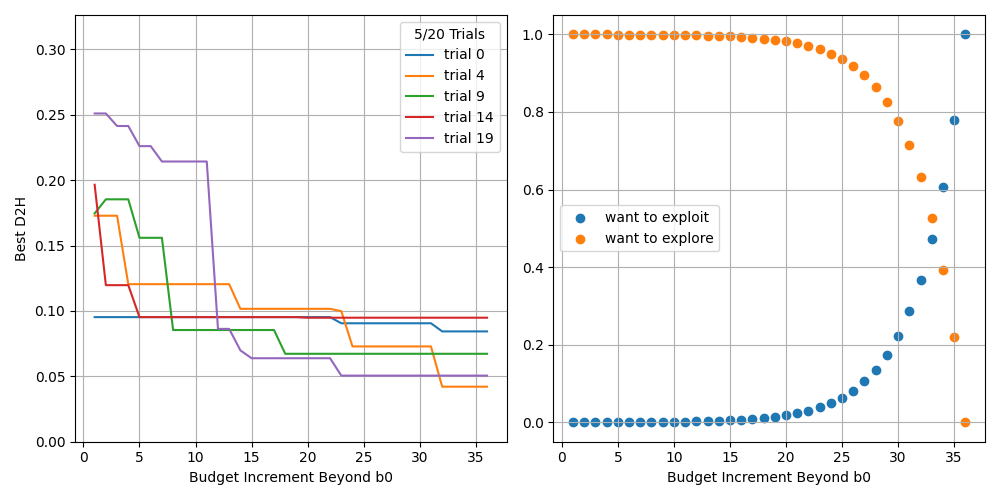 5/20 Trials
trial 0
trial 4
trial 9
trial 14
trial 19
0.30
0.25
0.20
0.15
0.10
0.05
0.00
Best D2H
0 5 10 15 20 25 30 35
Budget Increment Beyond b0
1.0
0.8
0.6
0.4
0.2
0.0
want to exploit
want to explore
0 5 10 15 20 25 30 35
Budget Increment Beyond b0